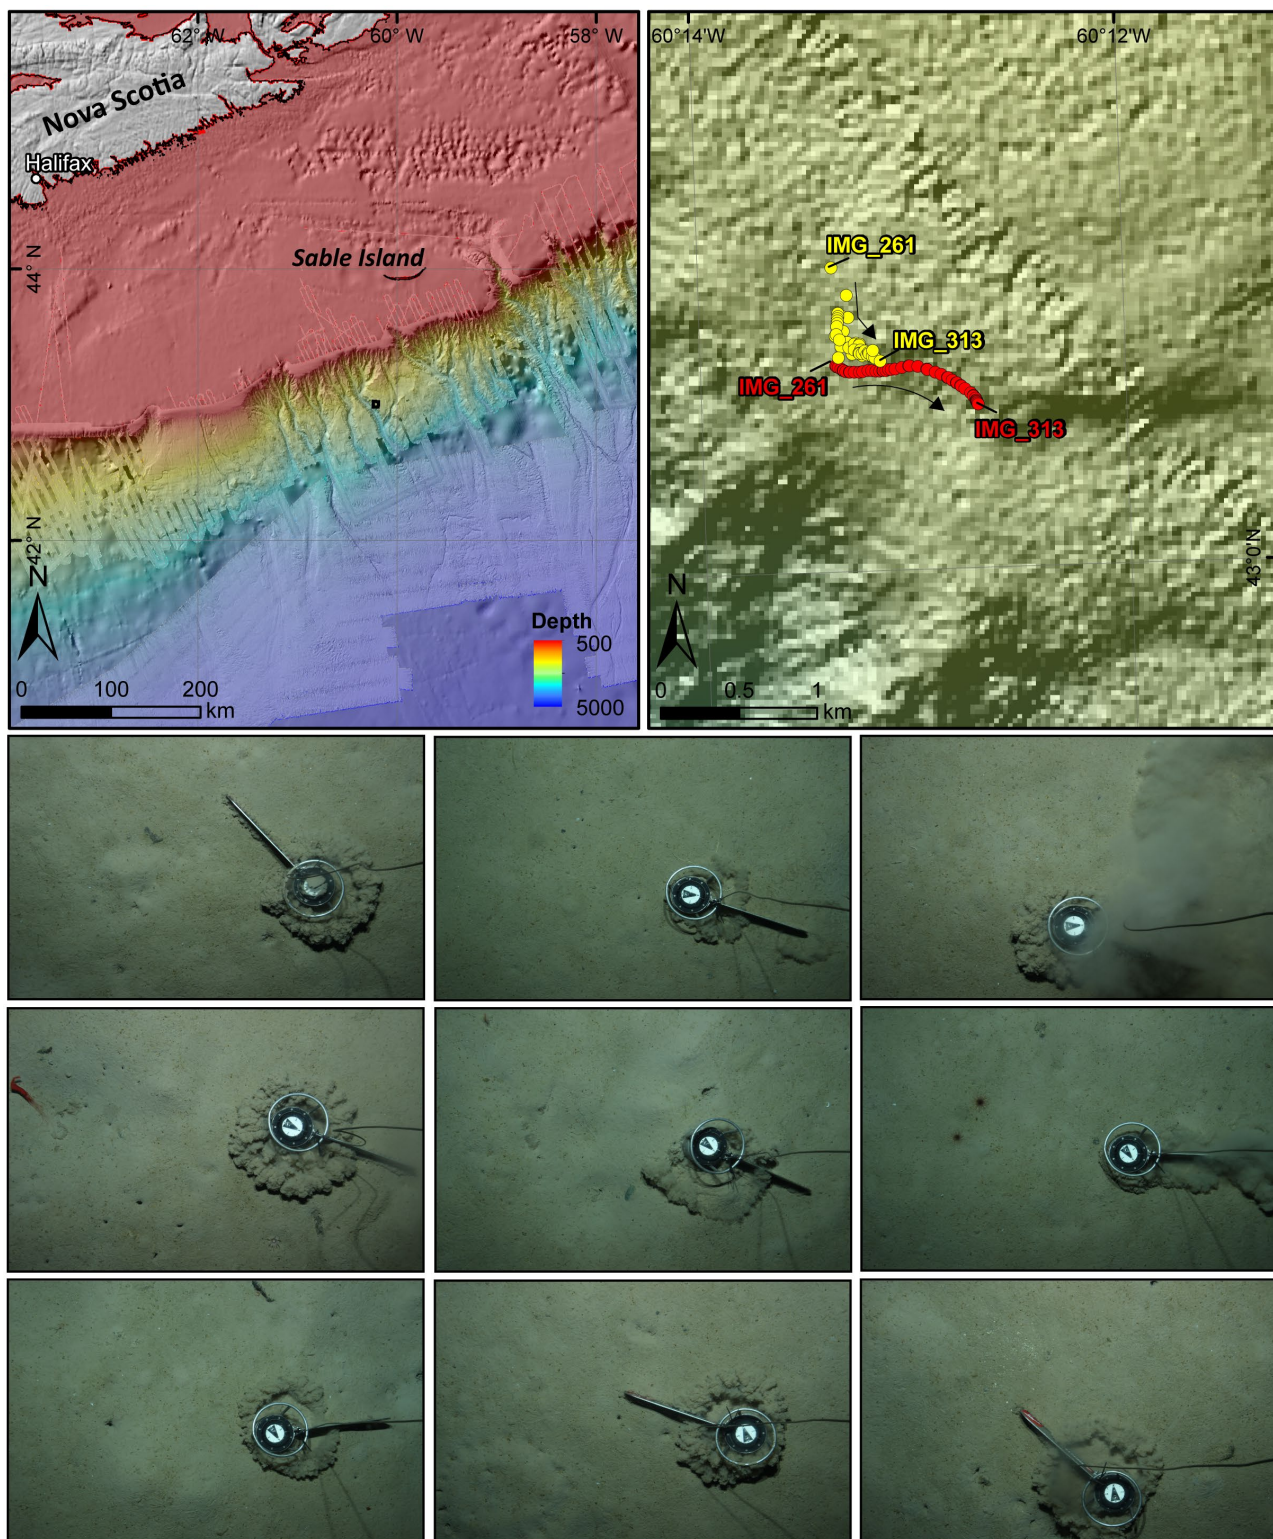 62° W
60° W
58° W
Nova Scotia
Halifax
44° N
Sable Island
42° N
N
Depth
500
5000
0
100
200
km
60°14'W
60°12'W
IMG_261
IMG_313
IMG_261
IMG_313
43°0'N
N
0
0.5
1
km